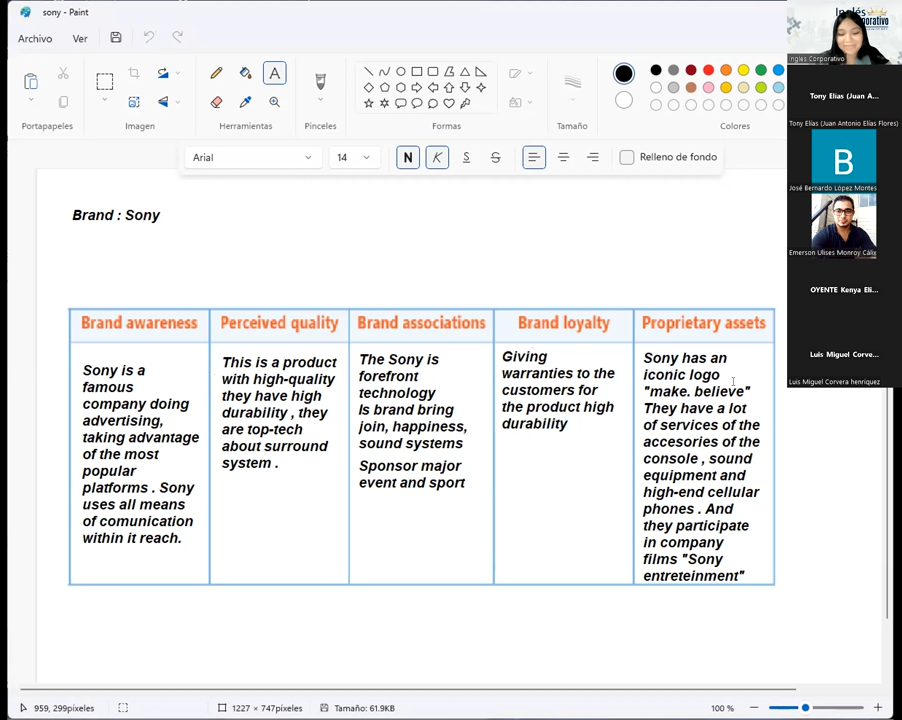 sony - Paint
Archivo
Ver
Portapapeles
Imagen
Herramientas
Pinceles
Formas
Tamaño
Colores
Arial
14
N
K
S
S
Relleno de fondo
Brand : Sony
Brand awareness
Sony is a
famous
company doing
advertising,
taking advantage
of the most
popular
platforms . Sony
uses all means
of comunication
within it reach.
Perceived quality
This is a product
with high-quality
they have high
durability , they
are top-tech
about surround
system .
Brand associations
The Sony is
forefront
technology
Is brand bring
join, happiness,
sound systems
Sponsor major
event and sport
Brand loyalty
Giving
warranties to the
customers for
the product high
durability
Proprietary assets
Sony has an
iconic logo
"make. believe"
They have a lot
of services of the
accesories of the
console , sound
equipment and
high-end cellular
phones . And
they participate
in company
films "Sony
entreteinment"
959, 299píxeles
1227 × 747píxeles
Tamaño: 61.9KB
100 %
Inglés
Corporativo
Ingles Corporativo
Tony Elias (Juan A...
Tony Elías (Juan Antonio Elías Flores)
B
José Bernardo López Montes
Emerson Ulises Monroy Cálix
OYENTE Kenya Eli...
Luis Miguel Corve...
Luis Miguel Corvera henriquez